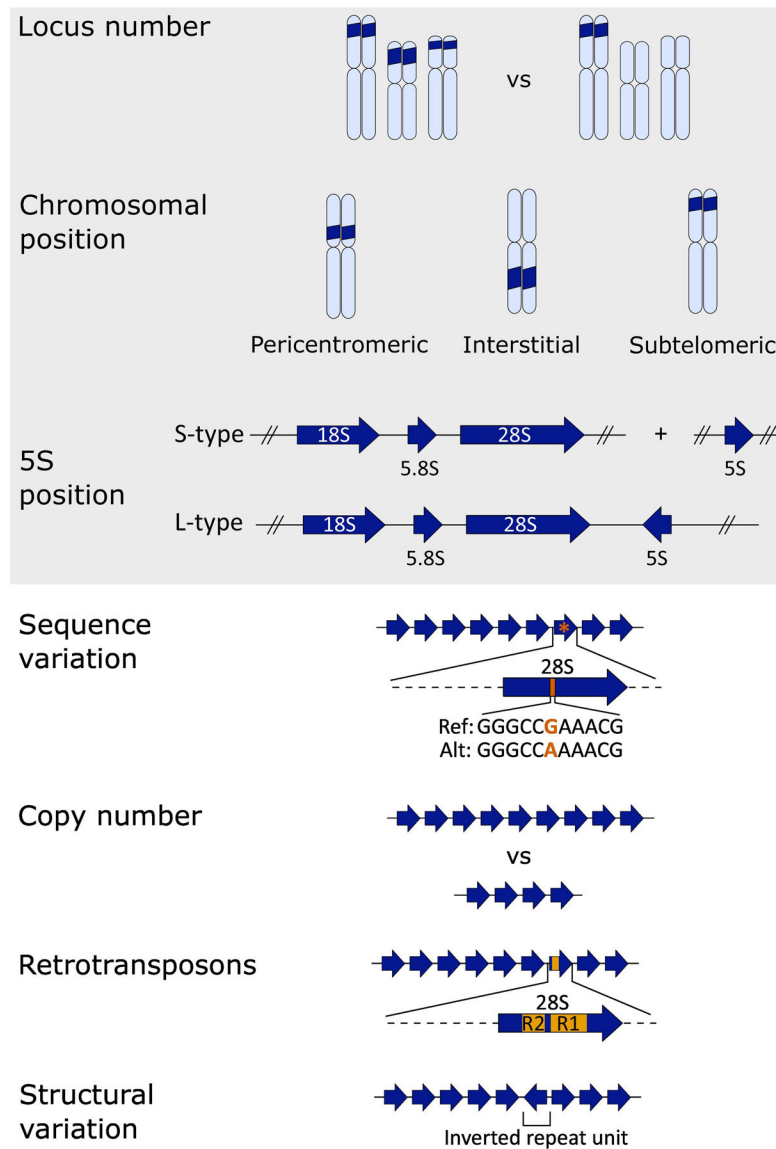 Locus number
vs
Chromosomal
position
Pericentromeric Interstitial Subtelomeric
5S
position
S-type 18S 28S + 
5.8S 5S
L-type 18S 28S
5.8S 5S
Sequence
variation
*
28S
Ref: GGGCCGAAACG
Alt: GGGCCAAAACG
Copy number
vs
Retrotransposons
28S
R2 R1
Structural
variation
Inverted repeat unit